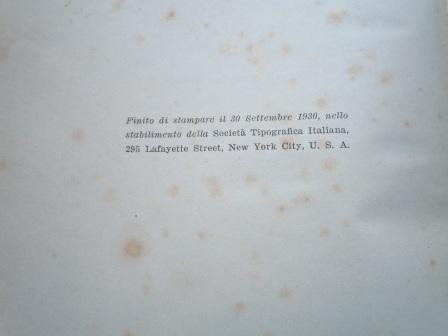 Finito di stampare il 30 Settembre 1930, nello
stabilimento della Società Tipografica Italiana,
295 Lafayette Street, New York City, U. S. A.